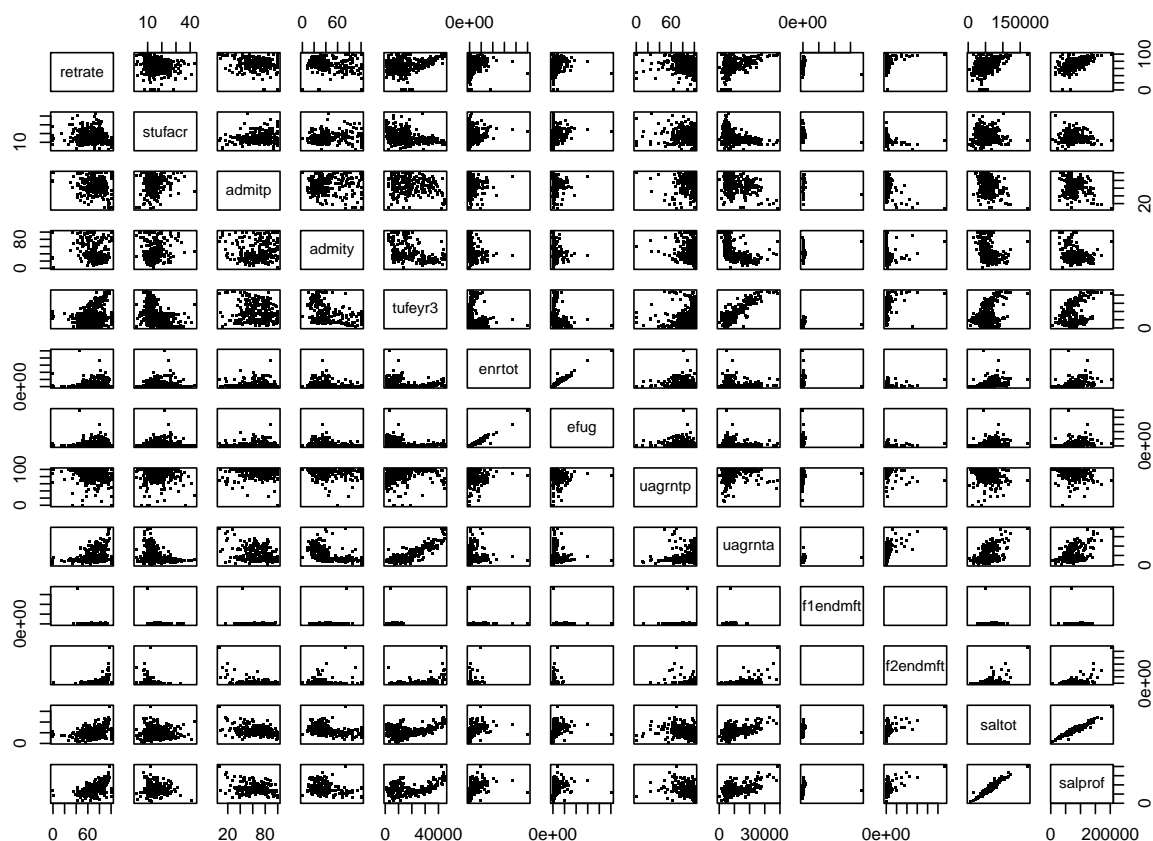 10 40
0 60
0e+00
0 60
0e+00
0 150000
retrate
100
0
10
stufacr
admitp
20
0 80
admity
tufeyr3
0
0e+00
enrtot
efug
0e+00
0 100
uagrntp
uagrnta
0
0e+00
f1endmft
f2endmft
0e+00
0
saltot
salprof
0
0 60
20 80
0 40000
0e+00
0 30000
0e+00
0 200000